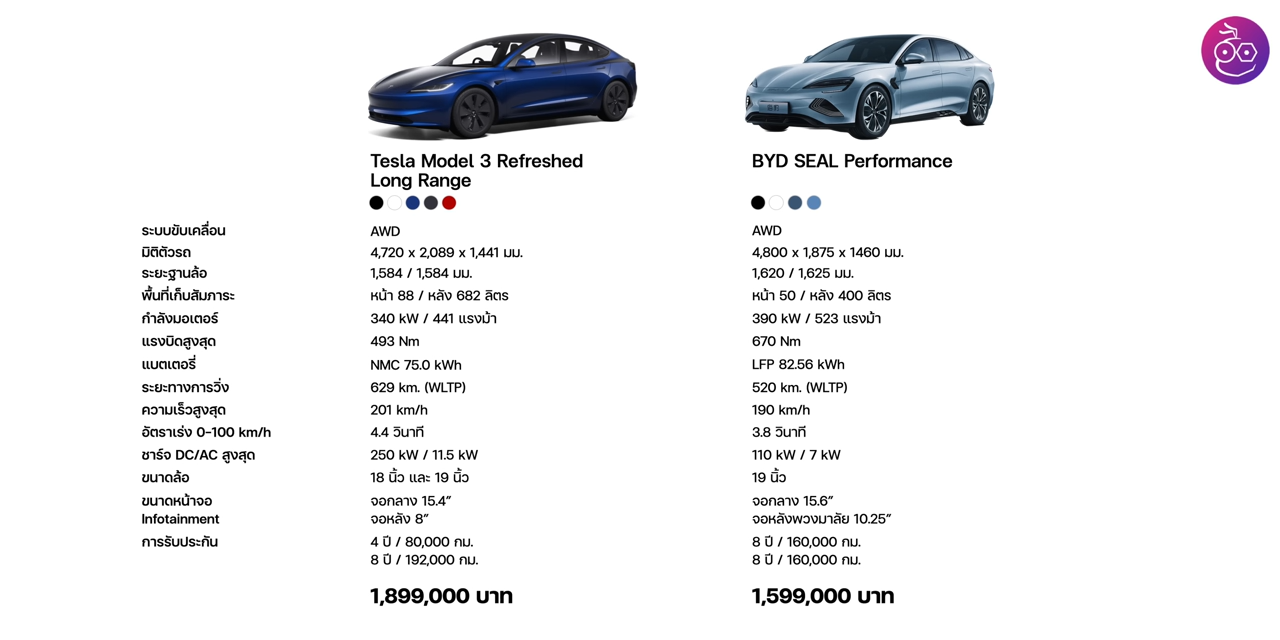 Tesla Model 3 Refreshed
Long Range
BYD SEAL Performance
ระบบขับเคลื่อน AWD AWD
มิติตัวรถ 4,720 x 2,089 x 1,441 มม. 4,800 x 1,875 x 1460 มม.
ระยะฐานล้อ 1,584 / 1,584 มม. 1,620 / 1,625 มม.
พื้นที่เก็บสัมภาระ หน้า 88 / หลัง 682 ลิตร หน้า 50 / หลัง 400 ลิตร
กำลังมอเตอร์ 340 kW / 441 แรงม้า 390 kW / 523 แรงม้า
แรงบิดสูงสุด 493 Nm 670 Nm
แบตเตอรี่ NMC 75.0 kWh LFP 82.56 kWh
ระยะทางการวิ่ง 629 km. (WLTP) 520 km. (WLTP)
ความเร็วสูงสุด 201 km/h 190 km/h
อัตราเร่ง 0-100 km/h 4.4 วินาที 3.8 วินาที
ชาร์จ DC/AC สูงสุด 250 kW / 11.5 kW 110 kW / 7 kW
ขนาดล้อ 18 นิ้ว และ 19 นิ้ว 19 นิ้ว
ขนาดหน้าจอ จอกลาง 15.4” จอกลาง 15.6”
Infotainment จอหลัง 8” จอหลังพวงมาลัย 10.25”
การรับประกัน 4 ปี / 80,000 กม. 8 ปี / 160,000 กม.
8 ปี / 192,000 กม. 8 ปี / 160,000 กม.
1,899,000 บาท 1,599,000 บาท